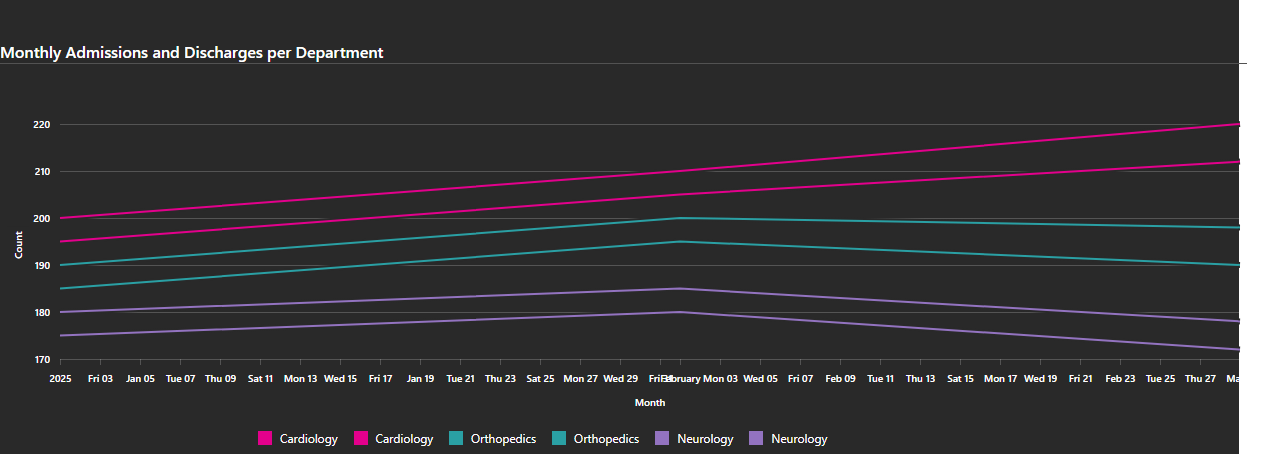 Monthly Admissions and Discharges per Department
220
210
200
190
180
170
Count
2025 Fri 03 Jan 05 Tue 07 Thu 09 Sat 11 Mon 13 Wed 15 Fri 17 Jan 19 Tue 21 Thu 23 Sat 25 Mon 27 Wed 29 Fri February Mon 03 Wed 05 Fri 07 Feb 09 Tue 11 Thu 13 Sat 15 Mon 17 Wed 19 Fri 21 Feb 23 Tue 25 Thu 27 Ma
Month
Cardiology Cardiology Orthopedics Orthopedics Neurology Neurology